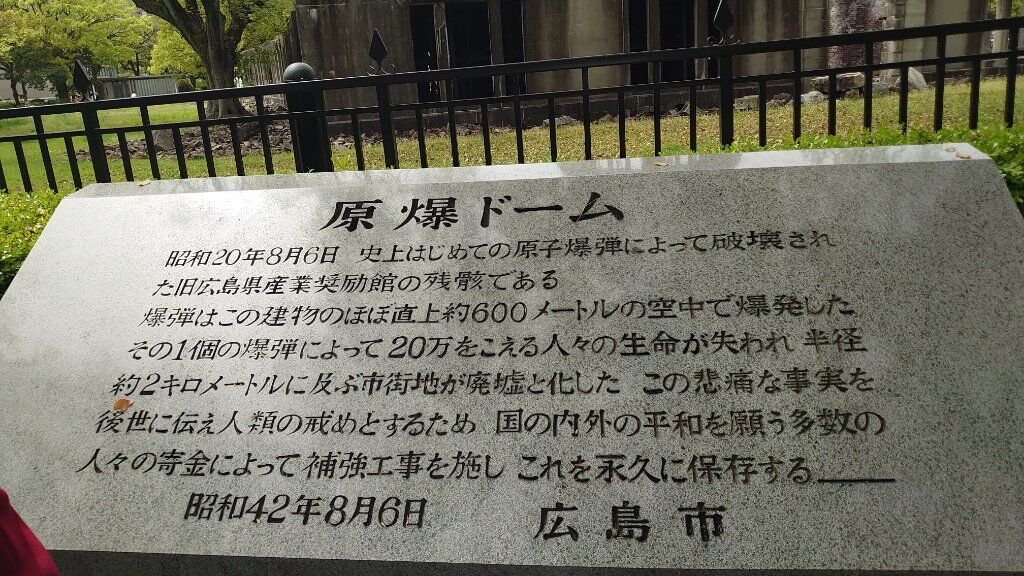 原爆ドーム
昭和20年8月6日 史上はじめての原子爆弾によって破壊され
た旧広島県産業奨励館の残骸である
爆弾はこの建物のほぼ直上約600メートルの空中で爆発した
その1個の爆弾によって20万をこえる人々の生命が失われ 半径
約2キロメートルに及ぶ市街地が廃墟と化した この悲痛な事実を
後世に伝え人類の戒めとするため 国の内外の平和を願う多数の
人々の寄金によって補強工事を施し これを永久に保存する
昭和42年8月6日 広島市